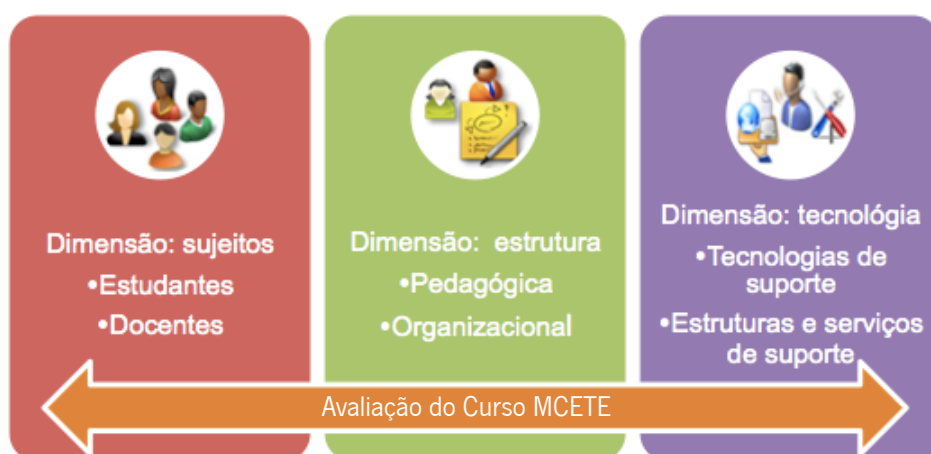 Dimensão: sujeitos
•Estudantes
•Docentes
Dimensão:  estrutura
•Pedagógica
•Organizacional
Dimensão: tecnológia
•Tecnologias de
suporte
•Estruturas e serviços
de suporte
Avaliação do Curso MCETE